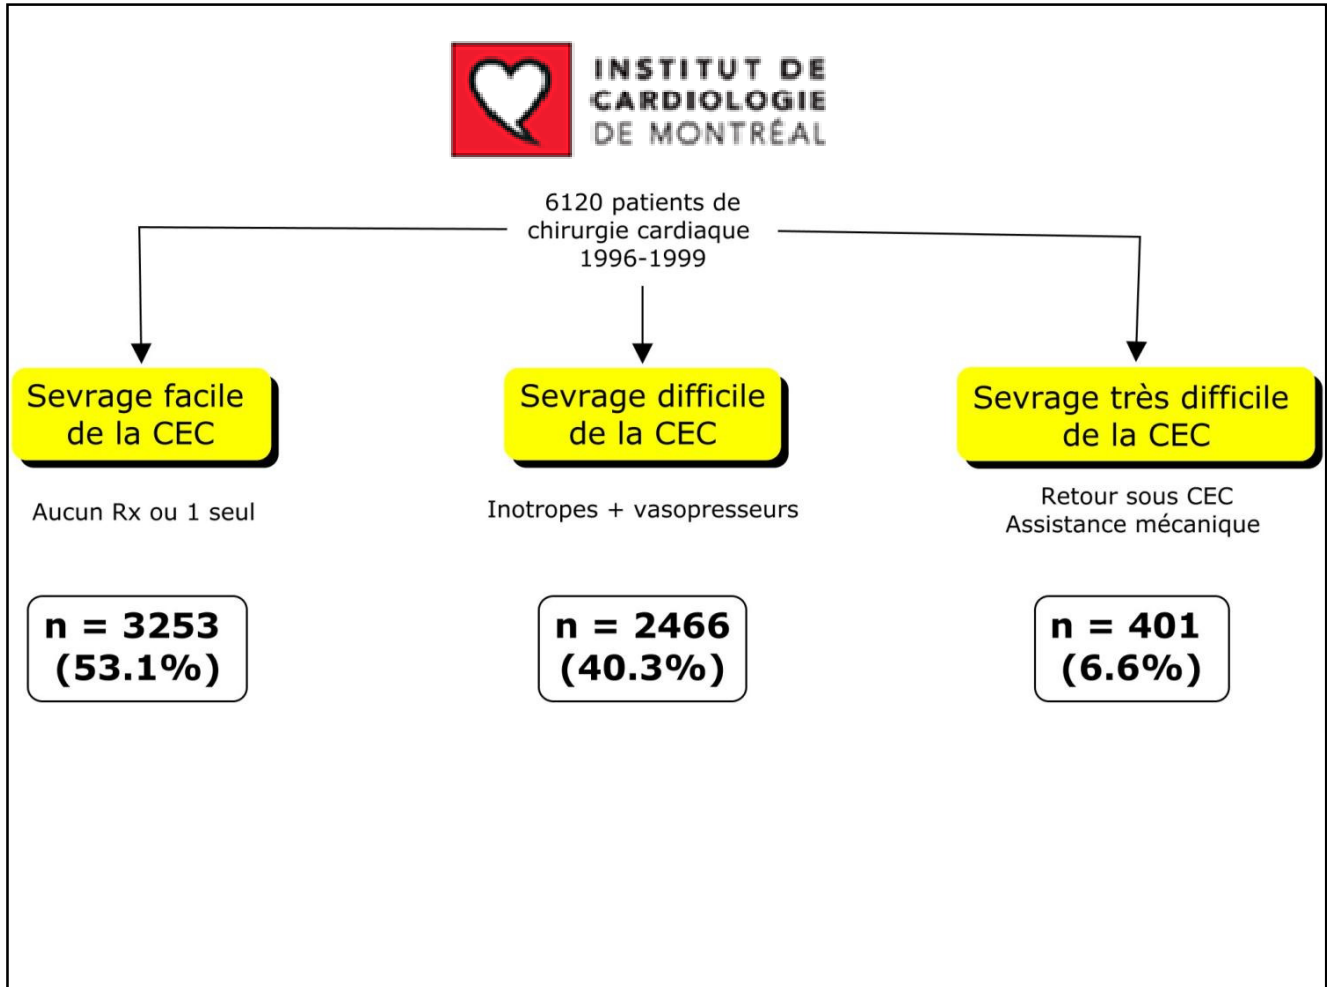 INSTITUT DE
CARDIOLOGIE
DE MONTRÉAL
6120 patients de
chirurgie cardiaque
1996-1999
Sevrage facile
de la CEC
Aucun Rx ou 1 seul
n = 3253
(53.1%)
Sevrage difficile
de la CEC
Inotropes + vasopresseurs
n = 2466
(40.3%)
Sevrage très difficile
de la CEC
Retour sous CEC
Assistance mécanique
n = 401
(6.6%)